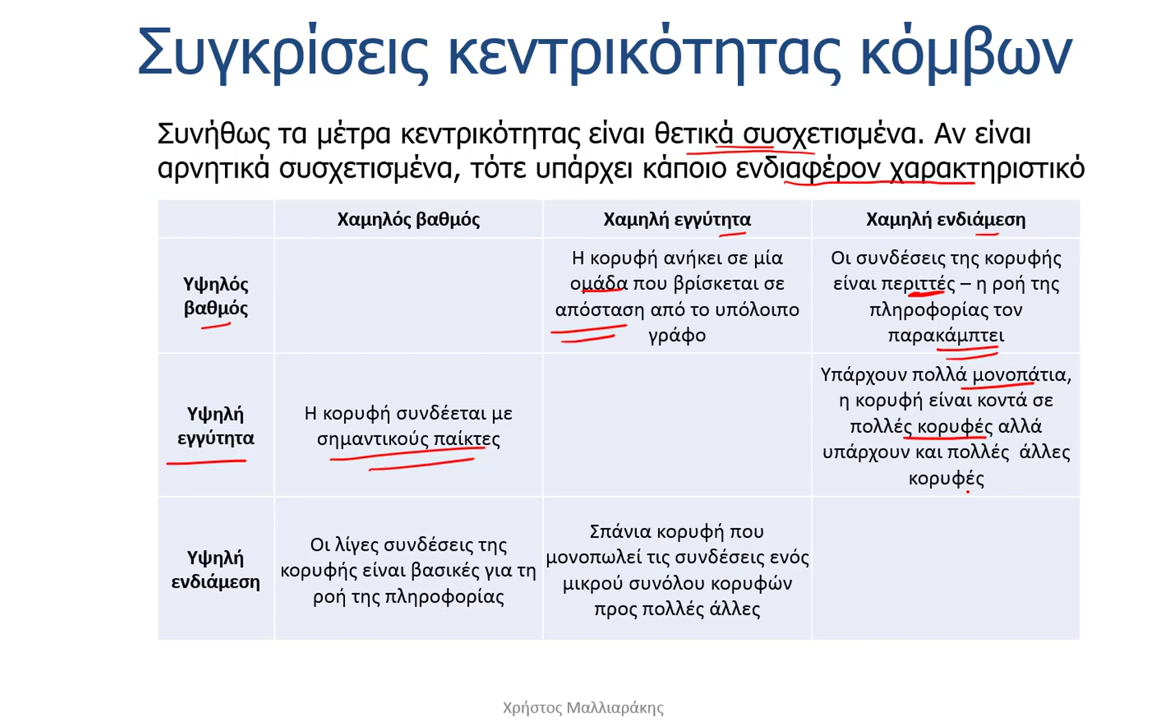 Συγκρίσεις κεντρικότητας κόμβων
Συνήθως τα μέτρα κεντρικότητας είναι θετικά συσχετισμένα. Αν είναι
αρνητικά συσχετισμένα, τότε υπάρχει κάποιο ενδιαφέρον χαρακτηριστικό
Χαμηλός βαθμός
Χαμηλή εγγύτητα
Χαμηλή ενδιάμεση
Υψηλός
βαθμός
Η κορυφή ανήκει σε μία
ομάδα που βρίσκεται σε
απόσταση από το υπόλοιπο
γράφο
Οι συνδέσεις της κορυφής
είναι περιττές – η ροή της
πληροφορίας τον
παρακάμπτει
Υψηλή
εγγύτητα
Η κορυφή συνδέεται με
σημαντικούς παίκτες
Υπάρχουν πολλά μονοπάτια,
η κορυφή είναι κοντά σε
πολλές κορυφές αλλά
υπάρχουν και πολλές άλλες
κορυφές
Υψηλή
ενδιάμεση
Οι λίγες συνδέσεις της
κορυφής είναι βασικές για τη
ροή της πληροφορίας
Σπάνια κορυφή που
μονοπωλεί τις συνδέσεις ενός
μικρού συνόλου κορυφών
προς πολλές άλλες
Χρήστος Μαλλιαράκης